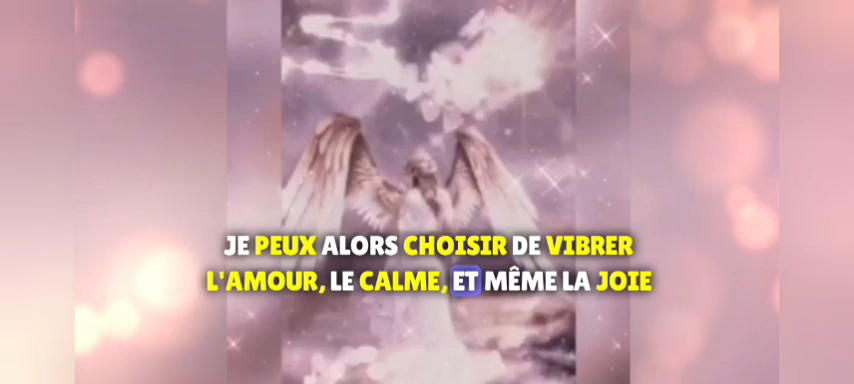 JE PEUX ALORS CHOISIR DE VIBRER
L'AMOUR, LE CALME, ET MÊME LA JOIE